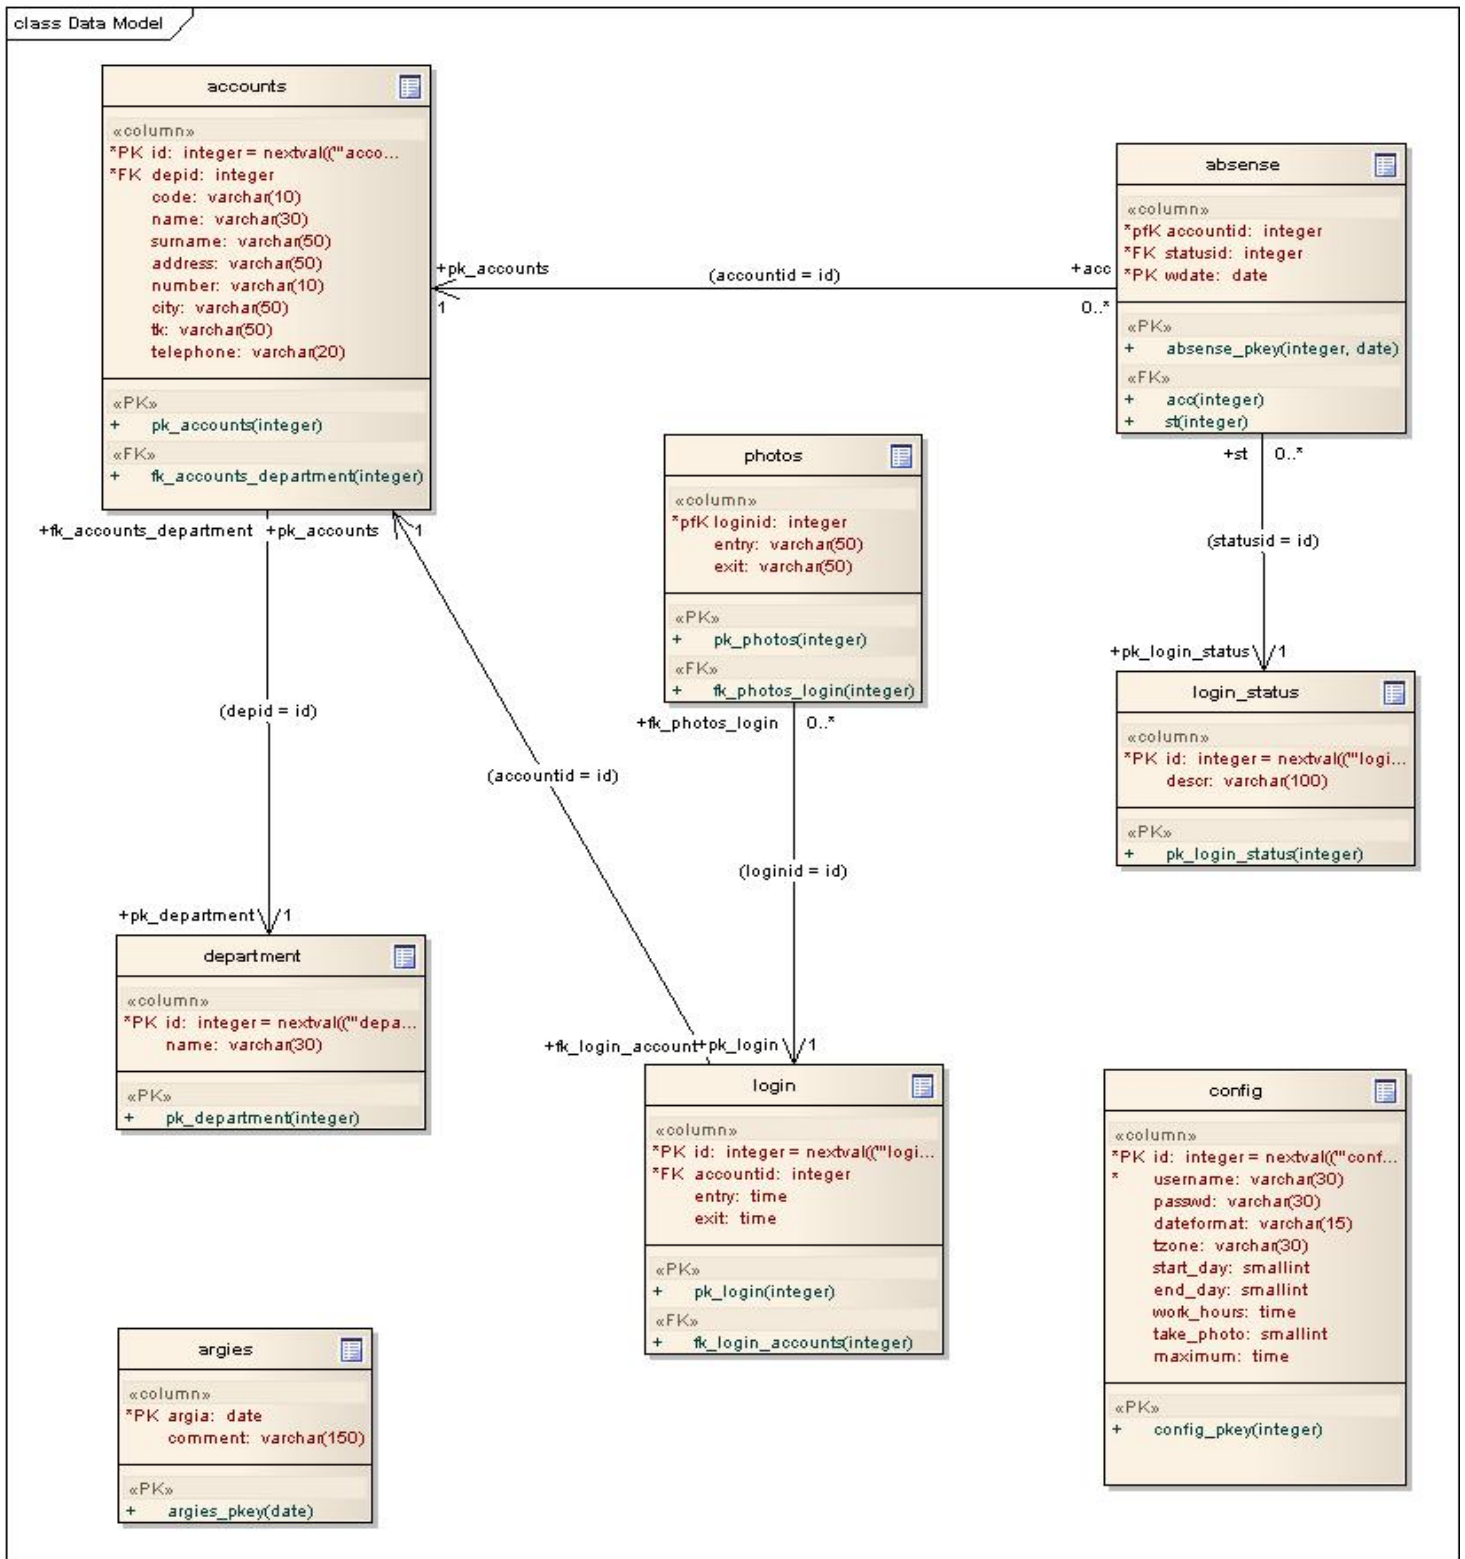 class Data Model
accounts
«column»
*PK id: integer = nextval(("'acco...
*FK depid: integer
code: varchar(10)
name: varchar(30)
surname: varchar(50)
address: varchar(50)
number: varchar(10)
city: varchar(50)
tk: varchar(50)
telephone: varchar(20)
«PK»
+ pk_accounts(integer)
«FK»
+ fk_accounts_department(integer)
absense
«column»
*pfK accountid: integer
*FK statusid: integer
*PK wdate: date
«PK»
+ absense_pkey(integer, date)
«FK»
+ acc(integer)
+ st(integer)
+pk_accounts
1
(accountid = id)
+acc
0..*
photos
«column»
*pfK loginid: integer
entry: varchar(50)
exit: varchar(50)
«PK»
+ pk_photos(integer)
«FK»
+ fk_photos_login(integer)
+st 0..*
(statusid = id)
+pk_login_status 1
+fk_accounts_department +pk_accounts 1
login_status
«column»
*PK id: integer = nextval(("'logi...
descr: varchar(100)
«PK»
+ pk_login_status(integer)
(depid = id)
+fk_photos_login 0..*
(accountid = id)
(loginid = id)
+pk_department 1
department
«column»
*PK id: integer = nextval(("'depa...
name: varchar(30)
«PK»
+ pk_department(integer)
+fk_login_account +pk_login 1
login
«column»
*PK id: integer = nextval(("'logi...
*FK accountid: integer
entry: time
exit: time
«PK»
+ pk_login(integer)
«FK»
+ fk_login_accounts(integer)
config
«column»
*PK id: integer = nextval(("'conf...
* username: varchar(30)
passwd: varchar(30)
dateformat: varchar(15)
tzone: varchar(30)
start_day: smallint
end_day: smallint
work_hours: time
take_photo: smallint
maximum: time
«PK»
+ config_pkey(integer)
argies
«column»
*PK argia: date
comment: varchar(150)
«PK»
+ argies_pkey(date)